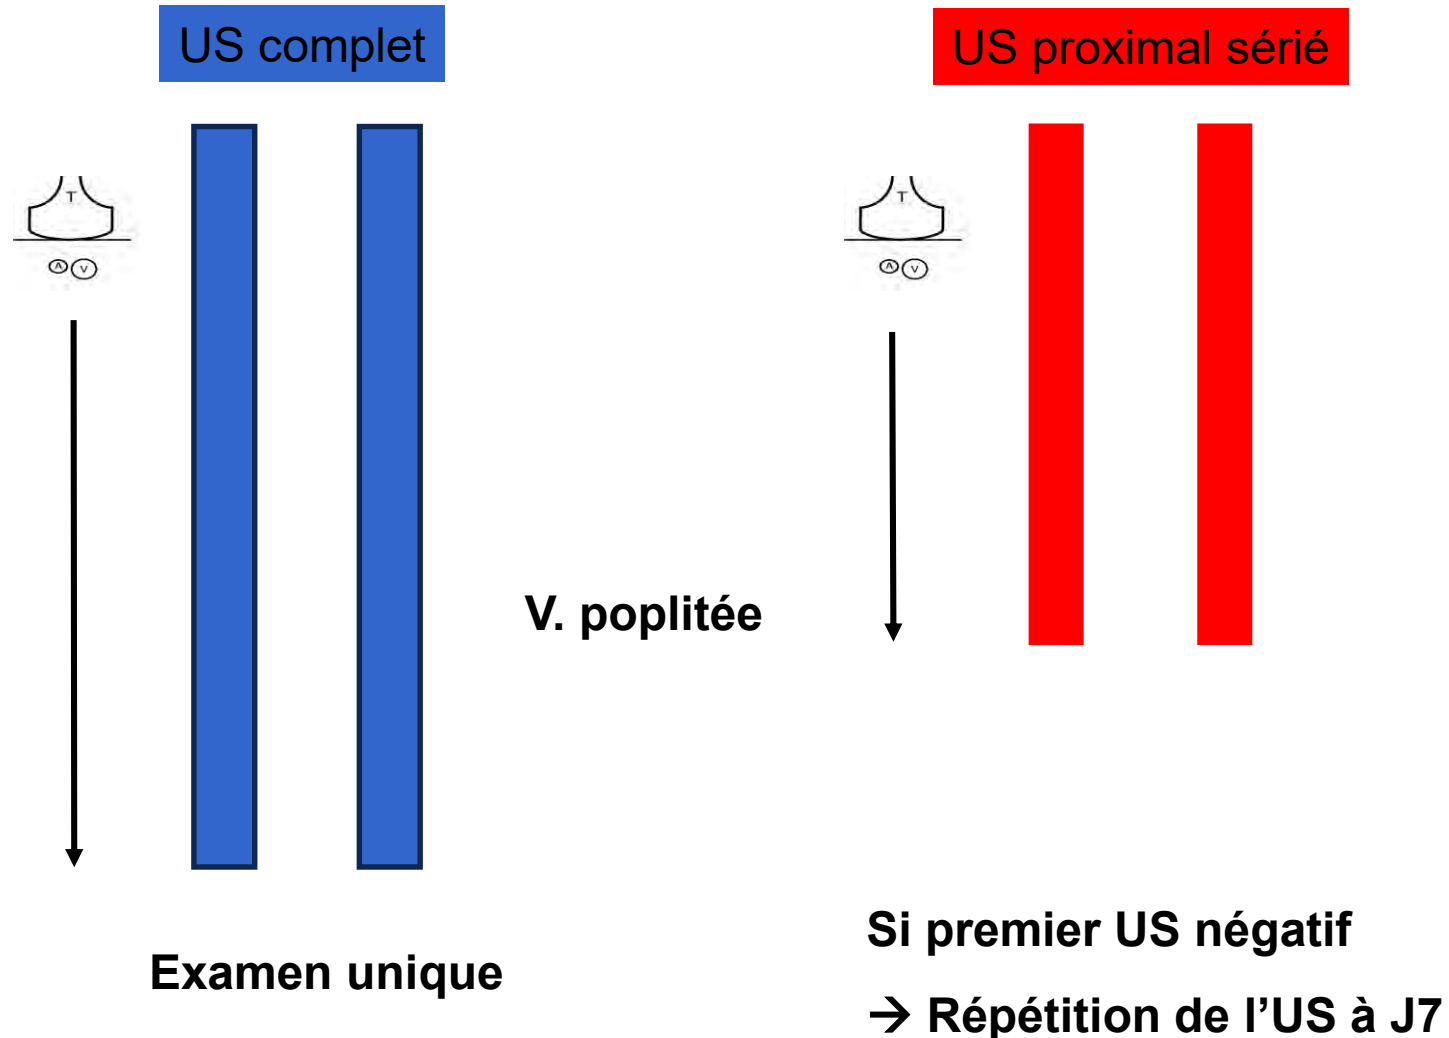 US complet
US proximal sérié
T
A V
T
A V
V. poplitée
Examen unique
Si premier US négatif
→ Répétition de l'US à J7